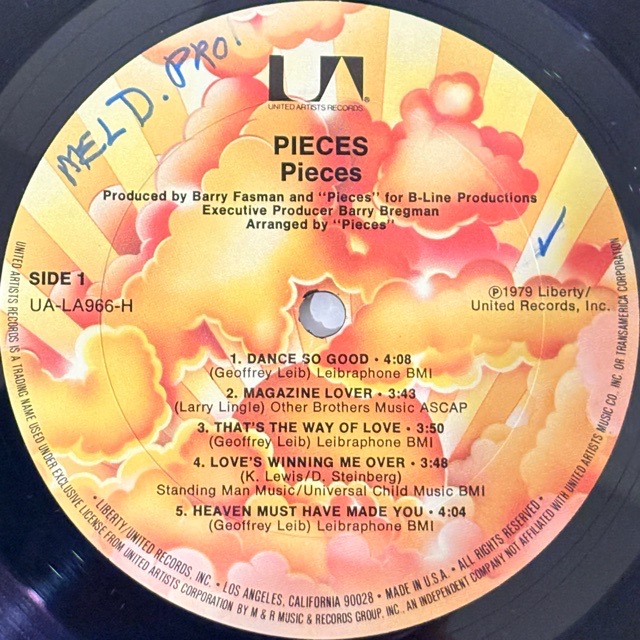 MEL D. PRO.
UA
UNITED ARTISTS RECORDS®
PIECES
Pieces
Produced by Barry Fasman and "Pieces" for B-Line Productions
Executive Producer Barry Bregman
Arranged by "Pieces"
SIDE 1
UA-LA966-H
℗1979 Liberty/
United Records, Inc.
1. DANCE SO GOOD • 4:08
(Geoffrey Leib) Leibraphone BMI
2. MAGAZINE LOVER • 3:43
(Larry Lingle) Other Brothers Music ASCAP
3. THAT'S THE WAY OF LOVE • 3:50
(Geoffrey Leib) Leibraphone BMI
4. LOVE'S WINNING ME OVER • 3:48
(K. Lewis/D. Steinberg)
Standing Man Music/Universal Child Music BMI
5. HEAVEN MUST HAVE MADE YOU • 4:04
(Geoffrey Leib) Leibraphone BMI
• LIBERTY/UNITED RECORDS, INC. • LOS ANGELES, CALIFORNIA 90028 • MADE IN U.S.A. • ALL RIGHTS RESERVED •
UNITED ARTISTS RECORDS IS A TRADING NAME USED UNDER EXCLUSIVE LICENSE FROM UNITED ARTISTS CORPORATION BY M & R MUSIC & RECORDS GROUP, INC., AN INDEPENDENT COMPANY NOT AFFILIATED WITH UNITED ARTISTS MUSIC CO. INC OR TRANSAMERICA CORPORATION